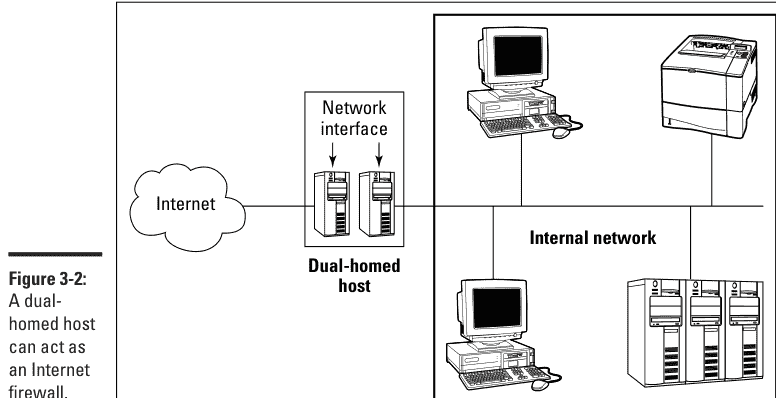 Network
interface
Internet
Dual-homed
host
Internal network
Figure 3-2:
A dual-
homed host
can act as
an Internet
firewall.